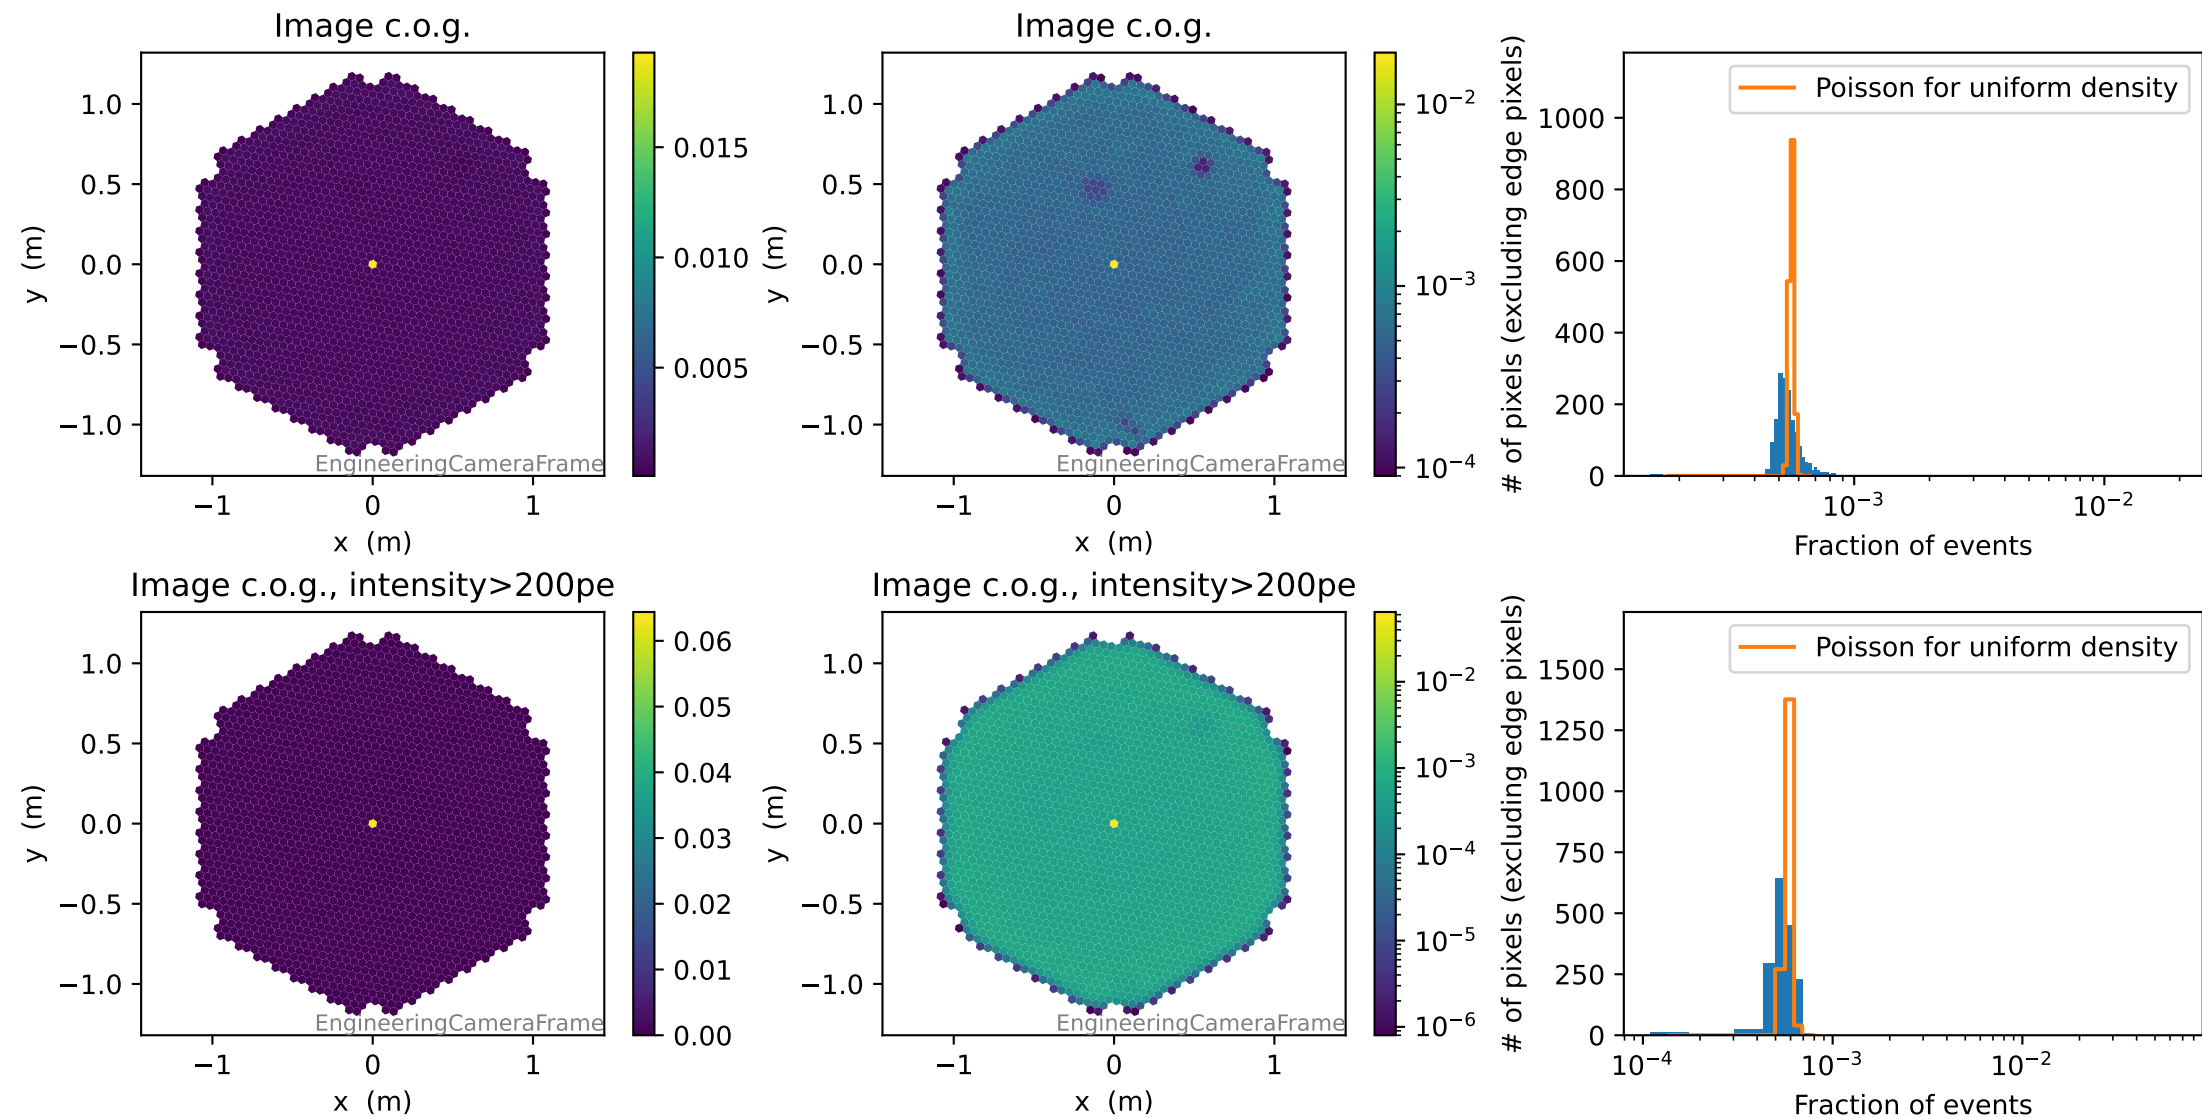 Image c.o.g.
1.0
0.5
0.0
−0.5
−1.0
y (m)
−1 0 1
x (m)
EngineeringCameraFrame
0.015
0.010
0.005
Image c.o.g.
1.0
0.5
0.0
−0.5
−1.0
y (m)
−1 0 1
x (m)
EngineeringCameraFrame
10⁻²
10⁻³
10⁻⁴
Poisson for uniform density
1000
800
600
400
200
0
# of pixels (excluding edge pixels)
10⁻³ 10⁻²
Fraction of events
Image c.o.g., intensity>200pe
1.0
0.5
0.0
−0.5
−1.0
y (m)
−1 0 1
x (m)
EngineeringCameraFrame
0.06
0.05
0.04
0.03
0.02
0.01
0.00
Image c.o.g., intensity>200pe
1.0
0.5
0.0
−0.5
−1.0
y (m)
−1 0 1
x (m)
EngineeringCameraFrame
10⁻²
10⁻³
10⁻⁴
10⁻⁵
10⁻⁶
Poisson for uniform density
1500
1250
1000
750
500
250
0
# of pixels (excluding edge pixels)
10⁻⁴ 10⁻³ 10⁻²
Fraction of events